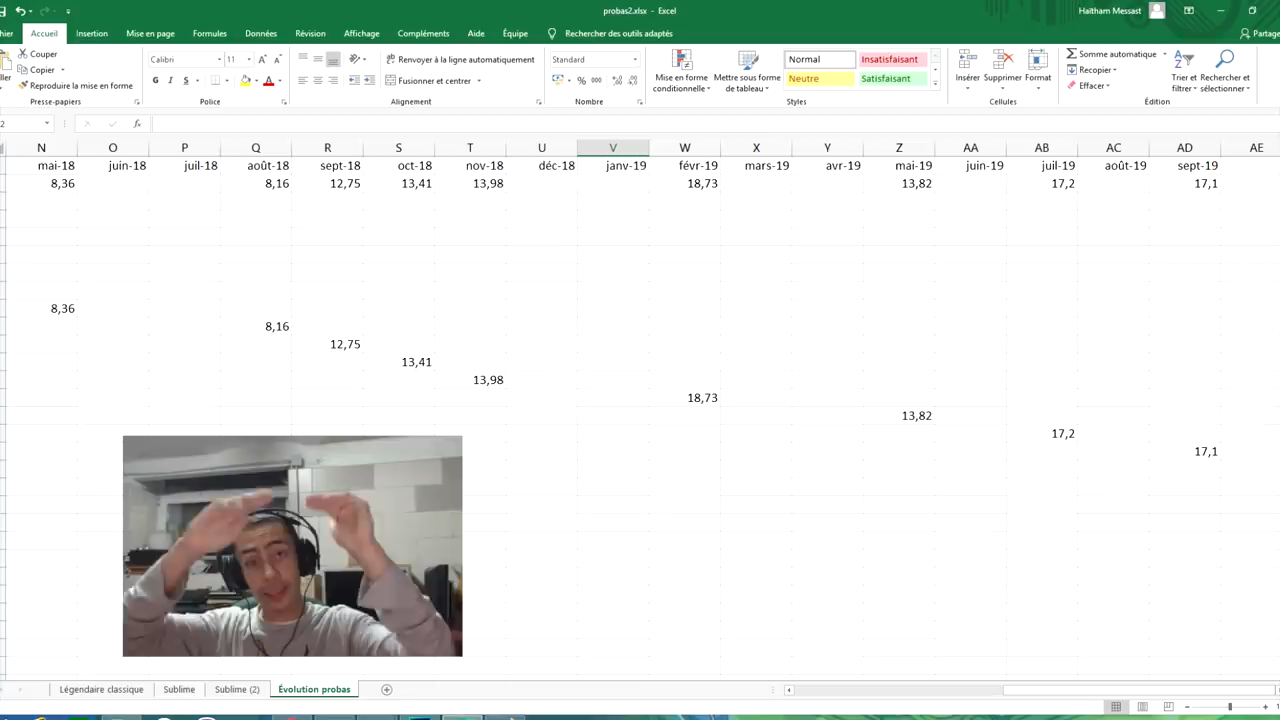 probas2.xlsx - Excel
Haitham Messast
Accueil Insertion Mise en page Formules Données Révision Affichage Compléments Aide Équipe Rechercher des outils adaptés
Couper
Copier
Reproduire la mise en forme
Presse-papiers
Calibri 11
G I S
Police
Renvoyer à la ligne automatiquement
Fusionner et centrer
Alignement
Standard
% 000
Nombre
Mise en forme conditionnelle
Mettre sous forme de tableau
Normal Insatisfaisant
Neutre Satisfaisant
Styles
Insérer Supprimer Format
Cellules
Somme automatique
Recopier
Effacer
Trier et filtrer
Rechercher et sélectionner
Édition
fx
N O P Q R S T U V W X Y Z AA AB AC AD AE
mai-18 juin-18 juil-18 août-18 sept-18 oct-18 nov-18 déc-18 janv-19 févr-19 mars-19 avr-19 mai-19 juin-19 juil-19 août-19 sept-19
8,36 8,16 12,75 13,41 13,98 18,73 13,82 17,2 17,1
8,36
8,16
12,75
13,41
13,98
18,73
13,82
17,2
17,1
Légendaire classique Sublime Sublime (2) Évolution probas